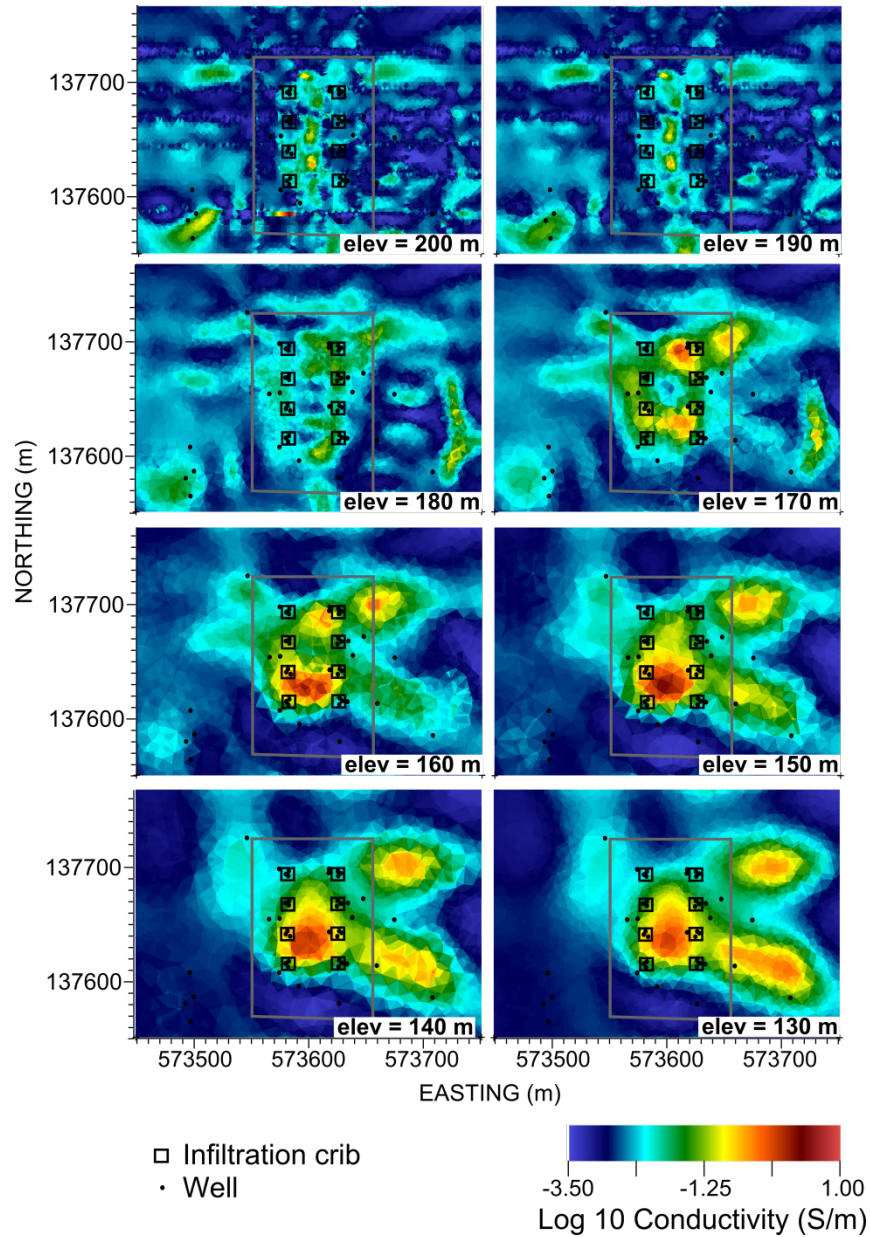 137700
137600
elev = 200 m
elev = 190 m
137700
137600
elev = 180 m
elev = 170 m
NORTHING (m)
137700
137600
elev = 160 m
elev = 150 m
137700
137600
elev = 140 m
elev = 130 m
573500 573600 573700 573500 573600 573700
EASTING (m)
Infiltration crib
Well
-3.50 -1.25 1.00
Log 10 Conductivity (S/m)